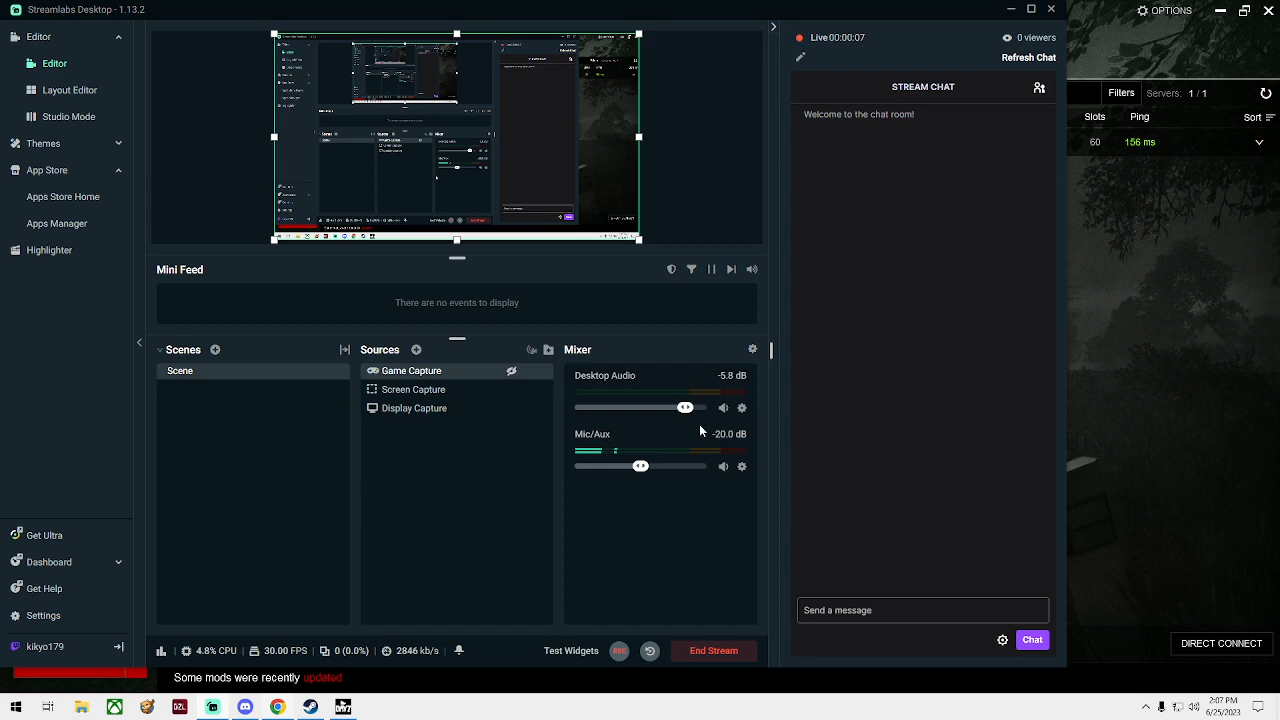 Streamlabs Desktop - 1.13.2
Editor
Editor
Layout Editor
Studio Mode
Themes
App Store
Apps Store Home
Apps Manager
Highlighter
Get Ultra
Dashboard
Get Help
Settings
kikyo179
Mini Feed
There are no events to display
Scenes
Scene
Sources
Game Capture
Screen Capture
Display Capture
Mixer
Desktop Audio -5.8 dB
Mic/Aux -20.0 dB
4.8% CPU 30.00 FPS 0 (0.0%) 2846 kb/s
Test Widgets REC End Stream
Live 00:00:07 0 viewers
Refresh Chat
STREAM CHAT
Welcome to the chat room!
Send a message
Chat
OPTIONS
Filters Servers: 1 / 1
Slots Ping Sort
60 156 ms
DIRECT CONNECT
Some mods were recently updated
DZL
2:07 PM
6/25/2023